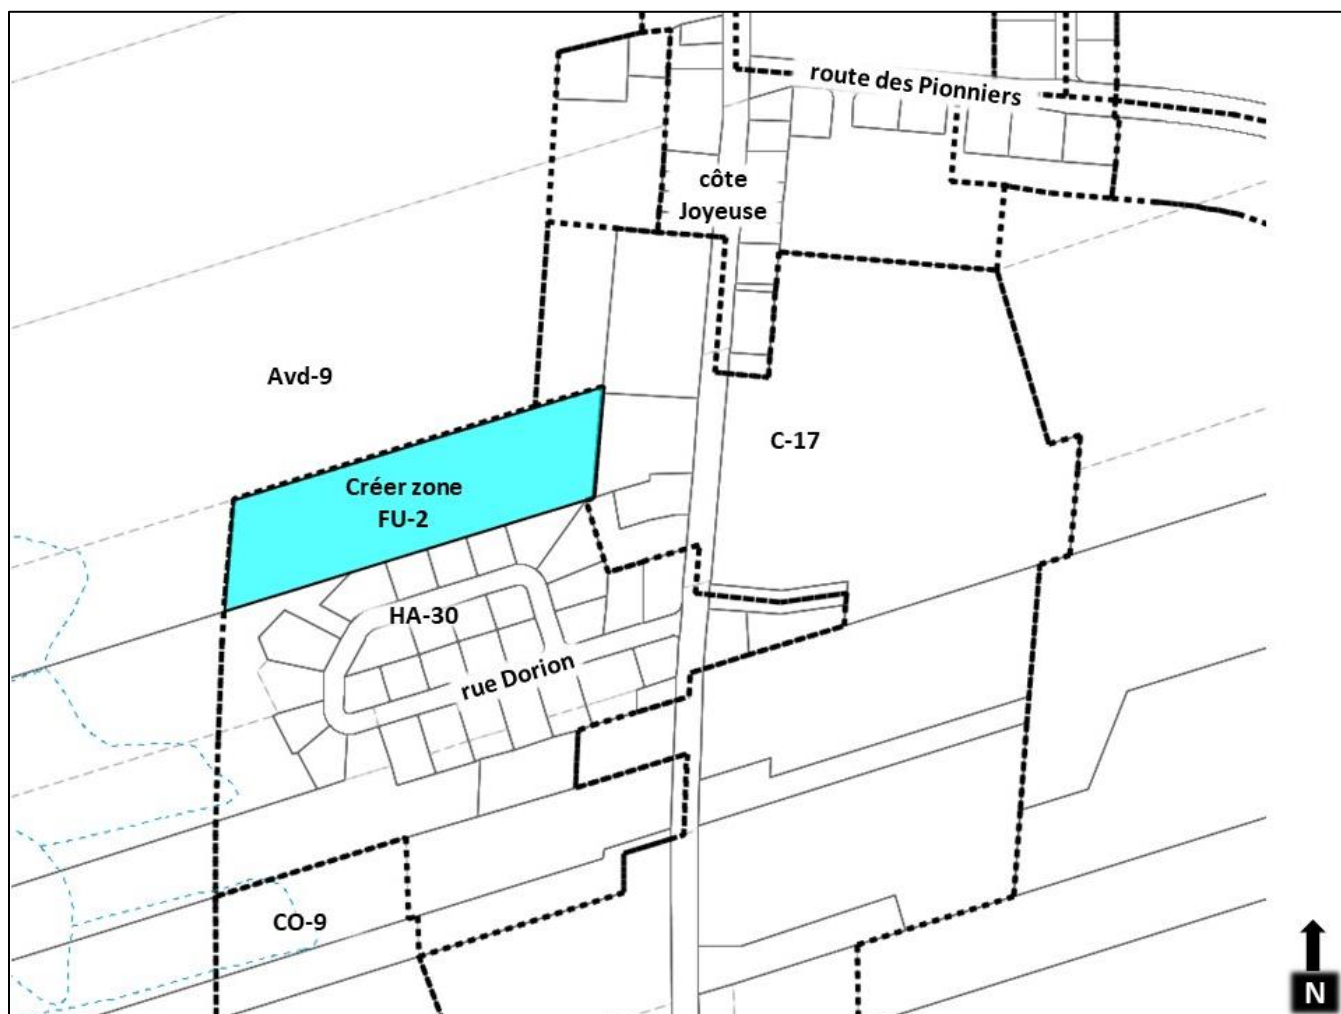 route des Pionniers
côte
Joyeuse
Avd-9
C-17
Créer zone
FU-2
HA-30
rue Dorion
CO-9
N